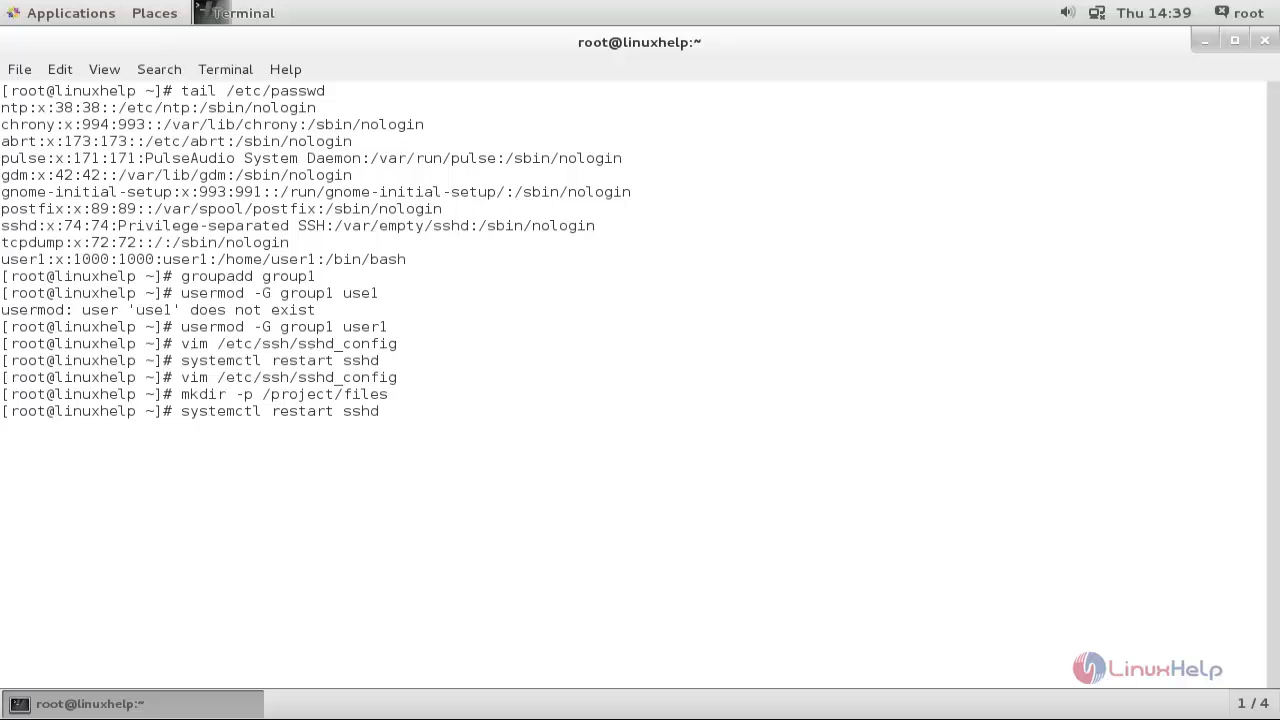 Applications Places Terminal Thu 14:39 root
root@linuxhelp:~
File Edit View Search Terminal Help
[root@linuxhelp ~]# tail /etc/passwd
ntp:x:38:38::/etc/ntp:/sbin/nologin
chrony:x:994:993::/var/lib/chrony:/sbin/nologin
abrt:x:173:173::/etc/abrt:/sbin/nologin
pulse:x:171:171:PulseAudio System Daemon:/var/run/pulse:/sbin/nologin
gdm:x:42:42::/var/lib/gdm:/sbin/nologin
gnome-initial-setup:x:993:991::/run/gnome-initial-setup/:/sbin/nologin
postfix:x:89:89::/var/spool/postfix:/sbin/nologin
sshd:x:74:74:Privilege-separated SSH:/var/empty/sshd:/sbin/nologin
tcpdump:x:72:72::/:/sbin/nologin
user1:x:1000:1000:user1:/home/user1:/bin/bash
[root@linuxhelp ~]# groupadd group1
[root@linuxhelp ~]# usermod -G group1 use1
usermod: user 'use1' does not exist
[root@linuxhelp ~]# usermod -G group1 user1
[root@linuxhelp ~]# vim /etc/ssh/sshd_config
[root@linuxhelp ~]# systemctl restart sshd
[root@linuxhelp ~]# vim /etc/ssh/sshd_config
[root@linuxhelp ~]# mkdir -p /project/files
[root@linuxhelp ~]# systemctl restart sshd
LinuxHelp
root@linuxhelp:~ 1 / 4